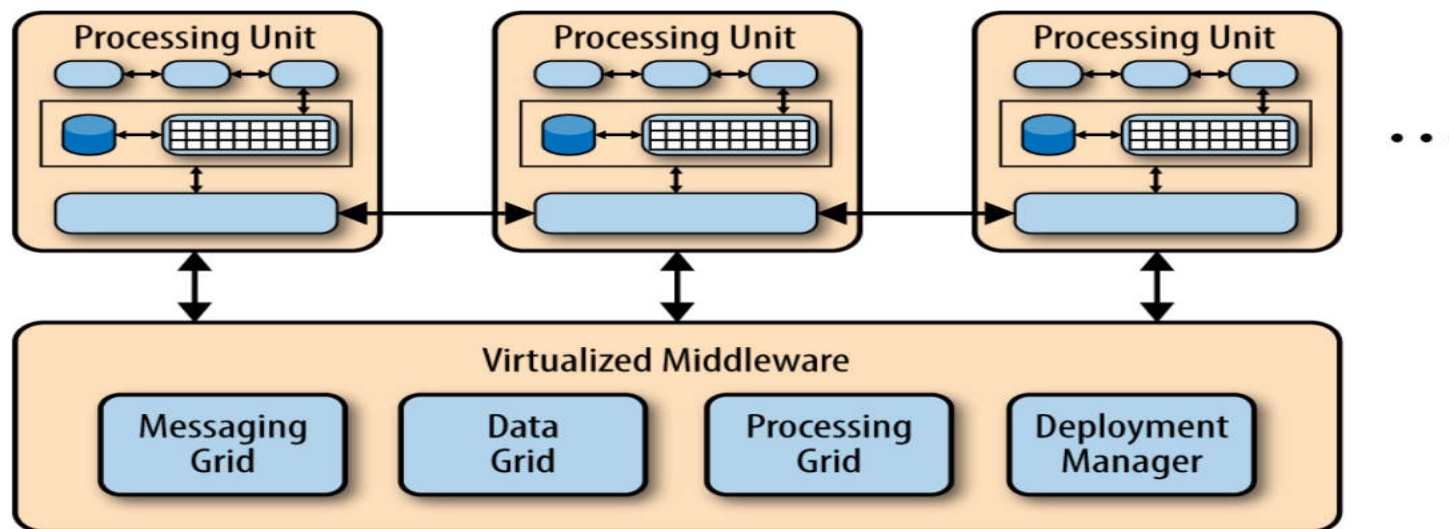 Processing Unit
Processing Unit
Processing Unit
Virtualized Middleware
Messaging
Grid
Data
Grid
Processing
Grid
Deployment
Manager